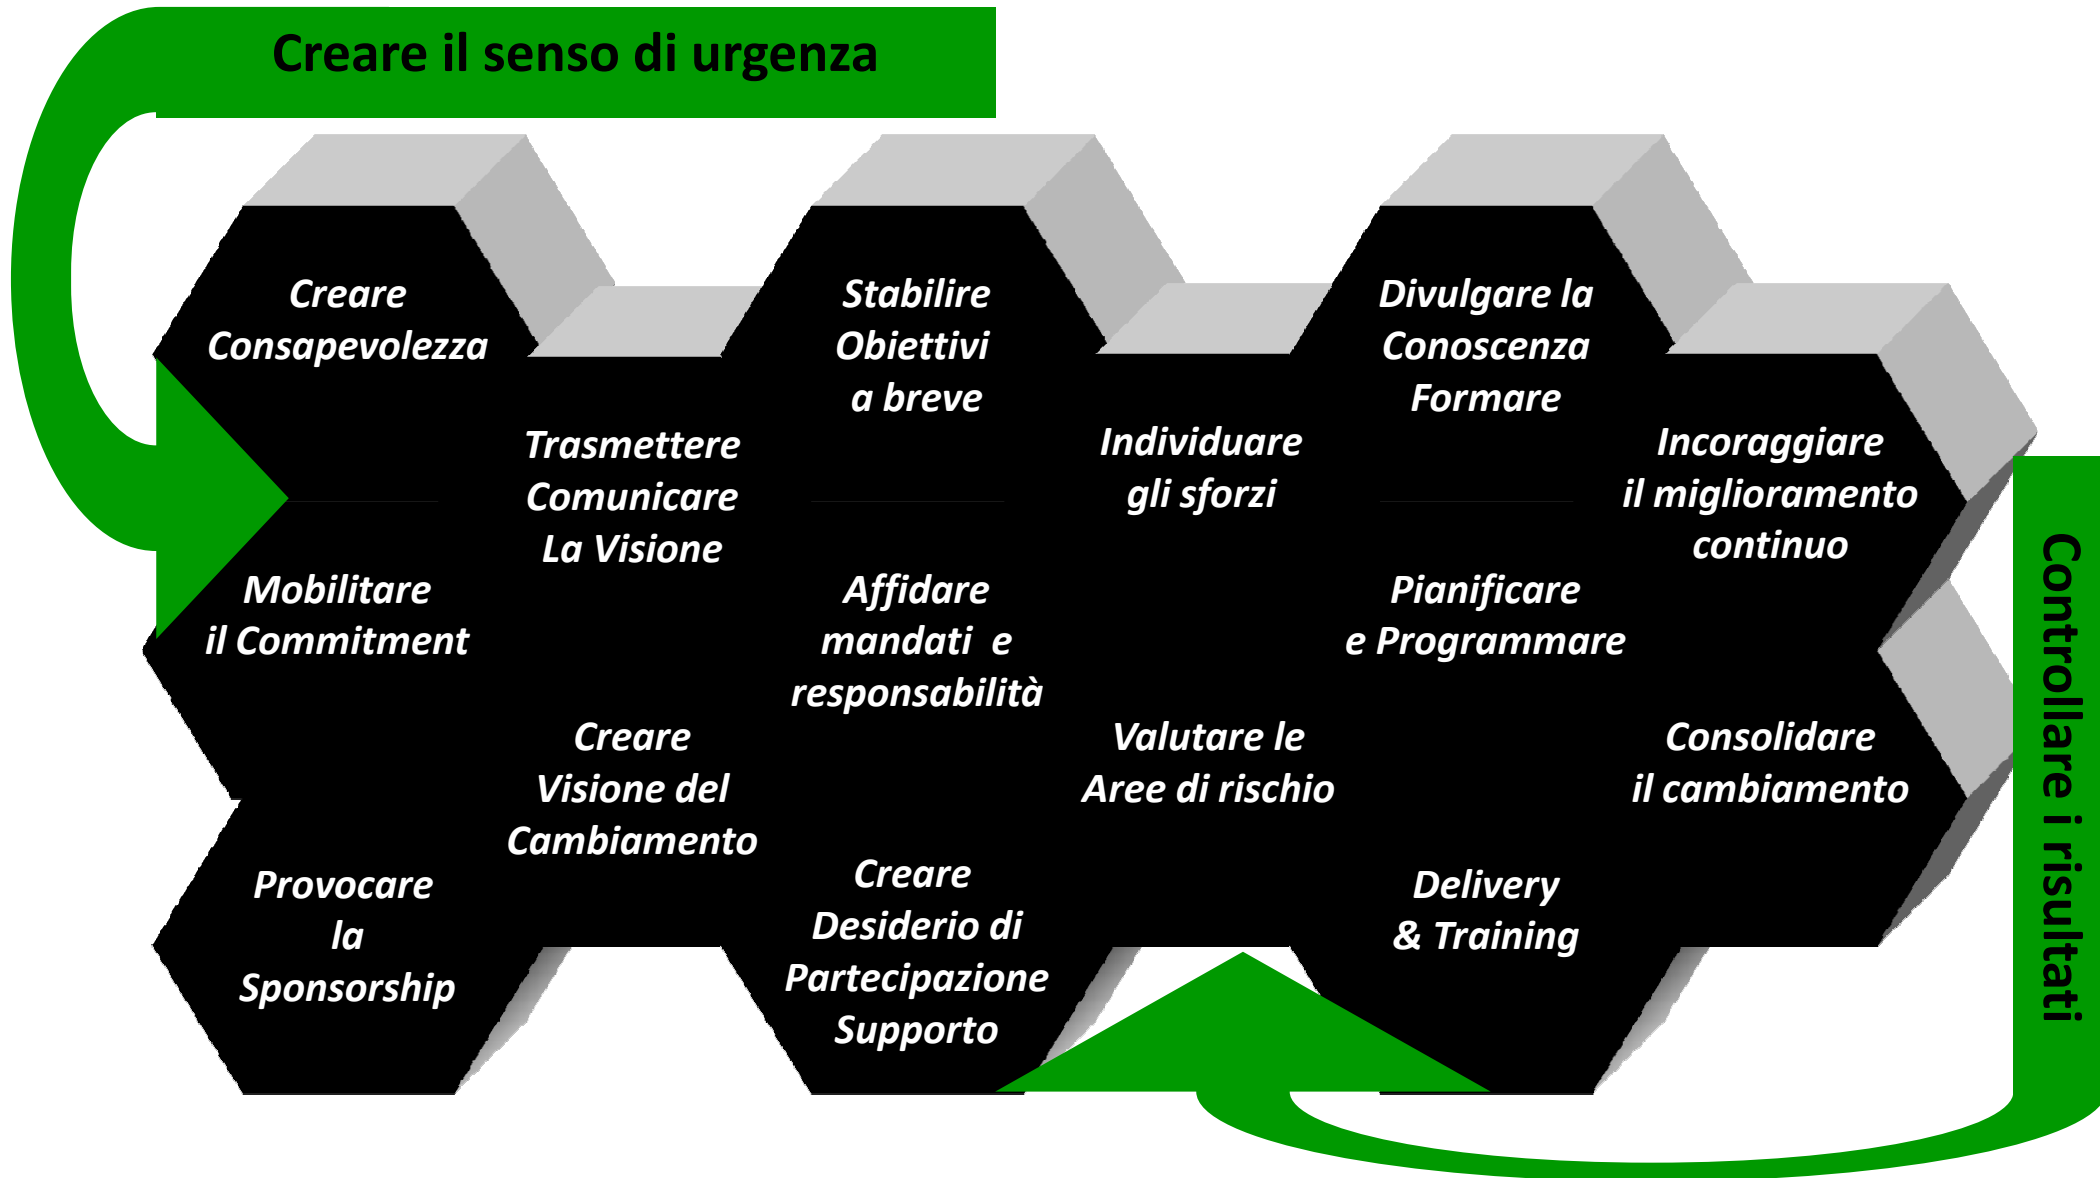 Creare il senso di urgenza
Creare
Consapevolezza
Mobilitare
il Commitment
Provocare
la
Sponsorship
Trasmettere
Comunicare
La Visione
Creare
Visione del
Cambiamento
Stabilire
Obiettivi
a breve
Affidare
mandati e
responsabilità
Creare
Desiderio di
Partecipazione
Supporto
Individuare
gli sforzi
Valutare le
Aree di rischio
Divulgare la
Conoscenza
Formare
Pianificare
e Programmare
Delivery
& Training
Incoraggiare
il miglioramento
continuo
Consolidare
il cambiamento
Controllare i risultati